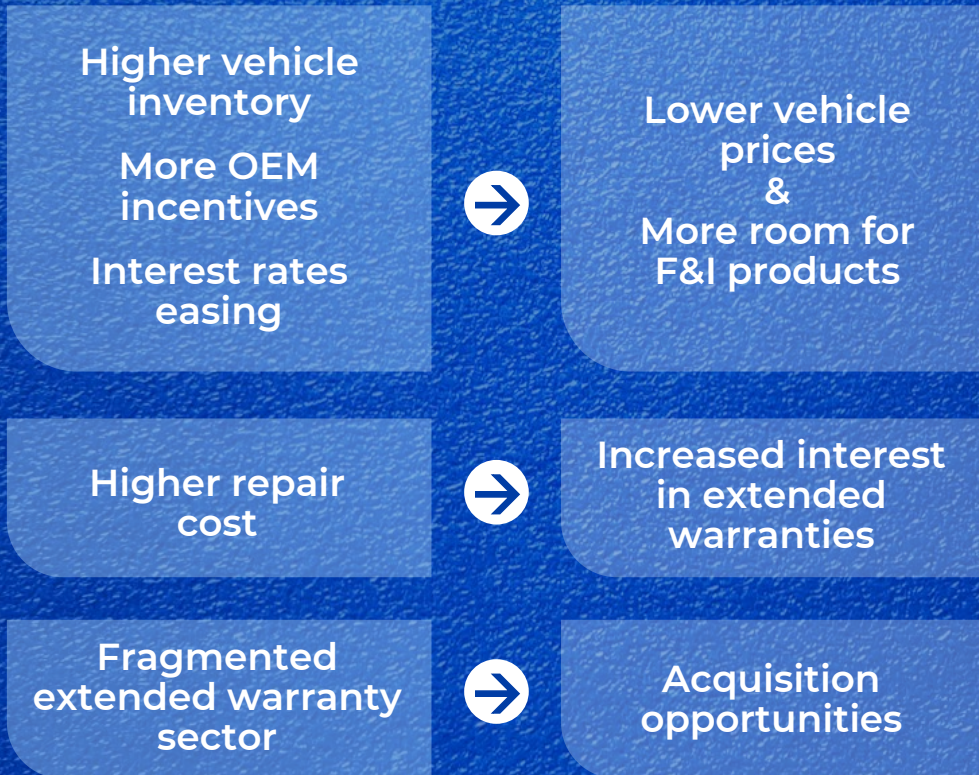 Higher vehicle
inventory
More OEM
incentives
Interest rates
easing
Lower vehicle
prices
&
More room for
F&I products
Higher repair
cost
Increased interest
in extended
warranties
Fragmented
extended warranty
sector
Acquisition
opportunities